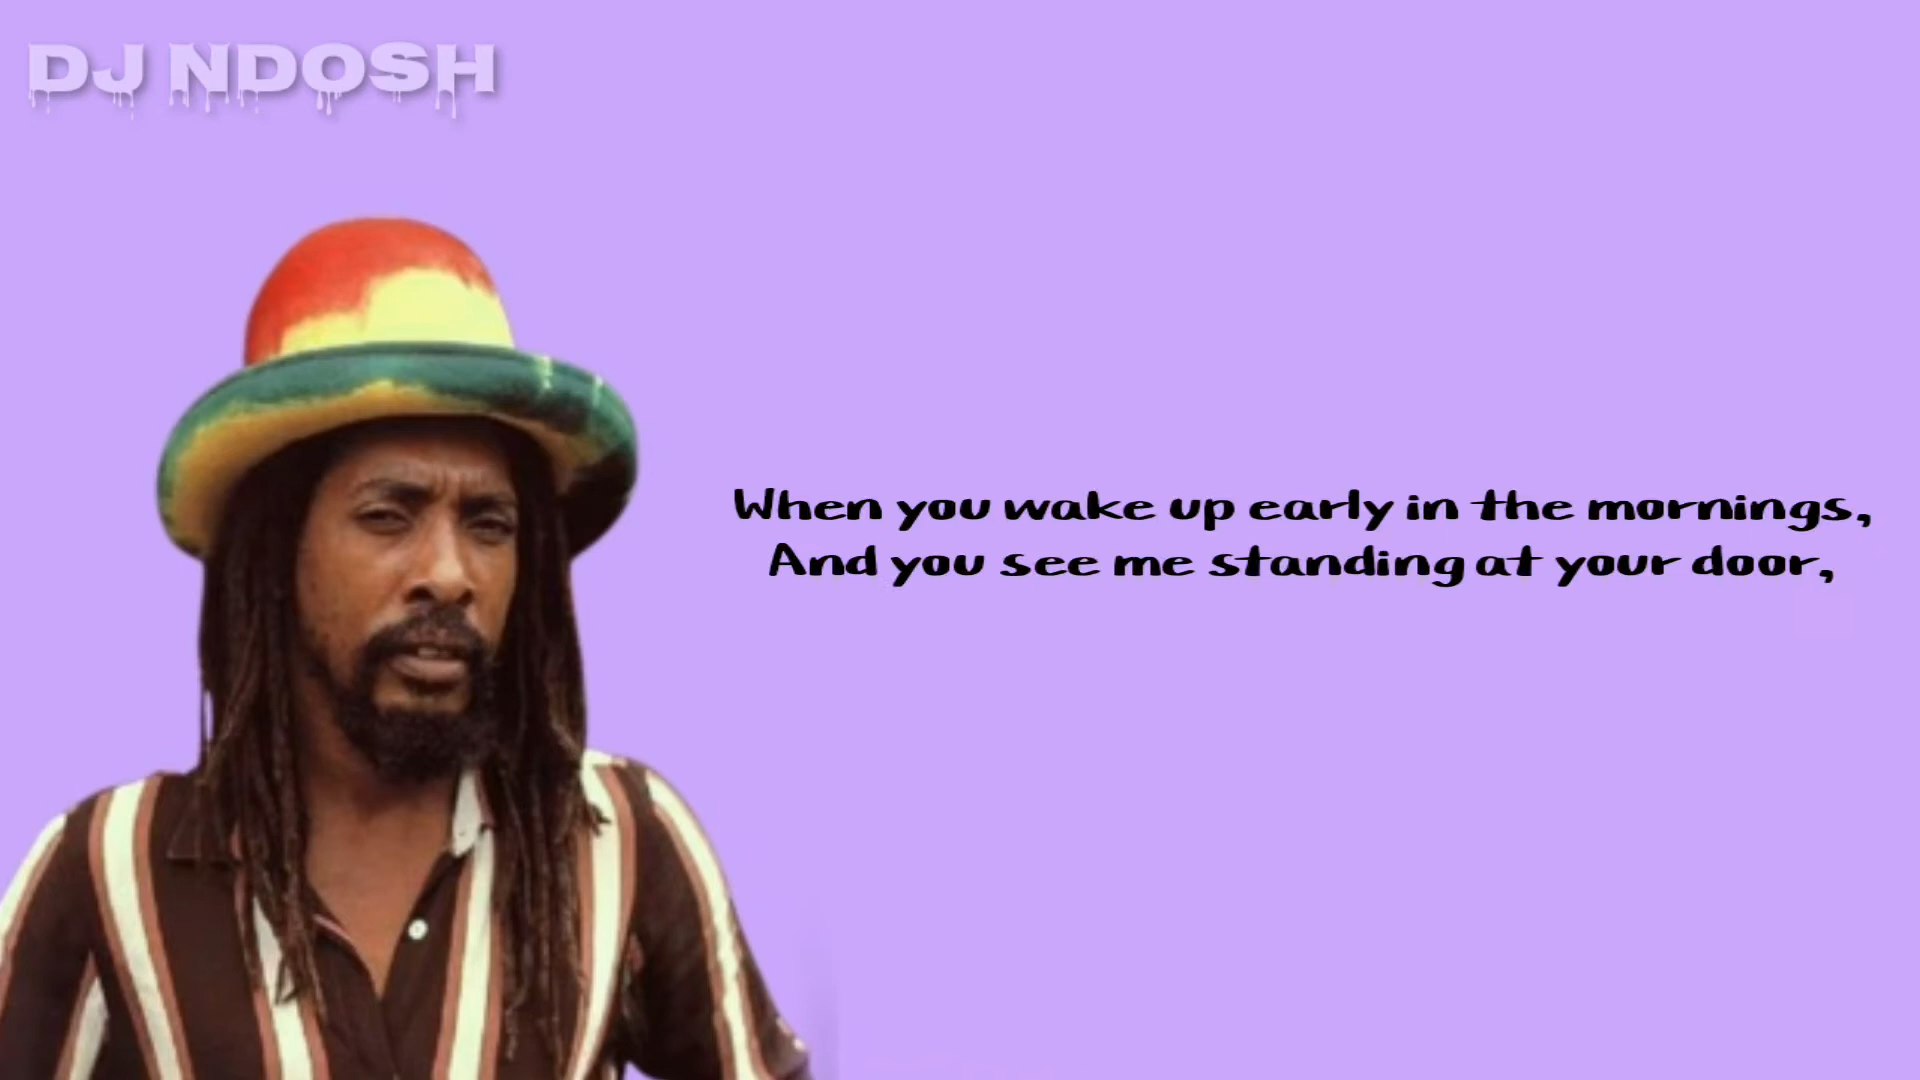 DJ NDOSH
When you wake up early in the mornings,
And you see me standing at your door,